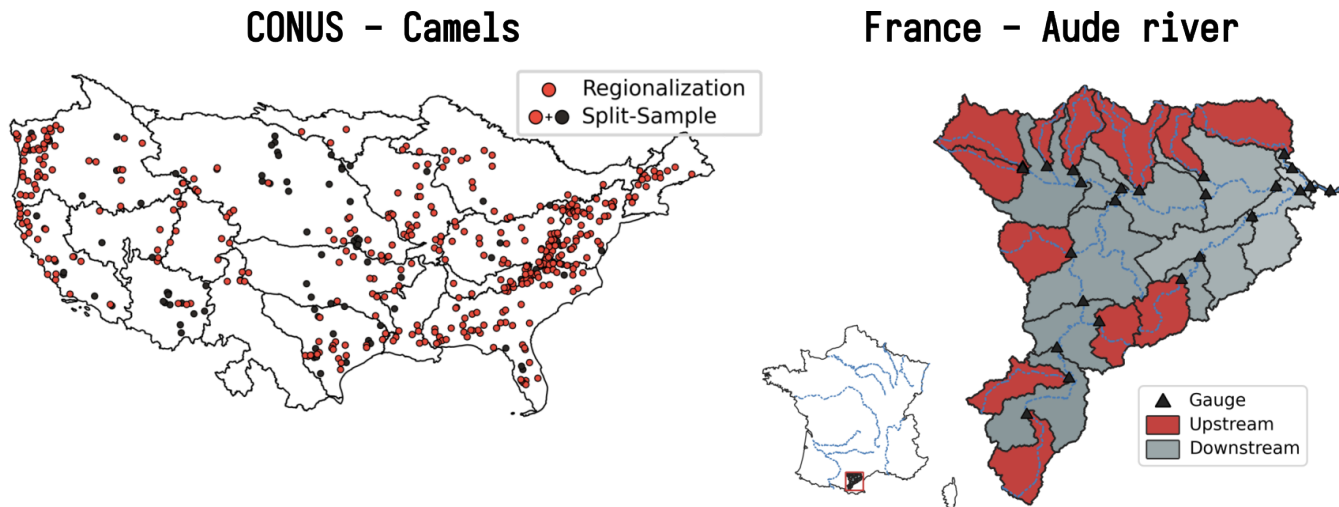 CONUS - Camels
France - Aude river
Regionalization
+ Split-Sample
Gauge
Upstream
Downstream